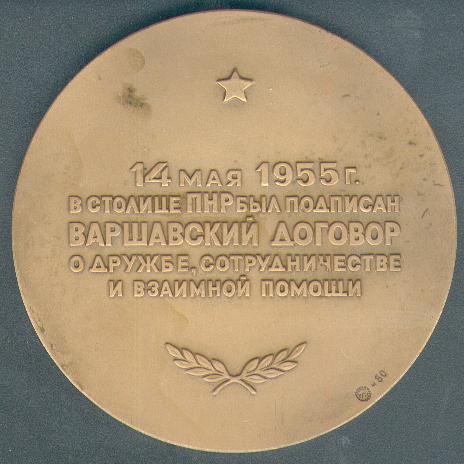 14 МАЯ 1955 г.
В СТОЛИЦЕ ПНР БЫЛ ПОДПИСАН
ВАРШАВСКИЙ ДОГОВОР
О ДРУЖБЕ, СОТРУДНИЧЕСТВЕ
И ВЗАИМНОЙ ПОМОЩИ